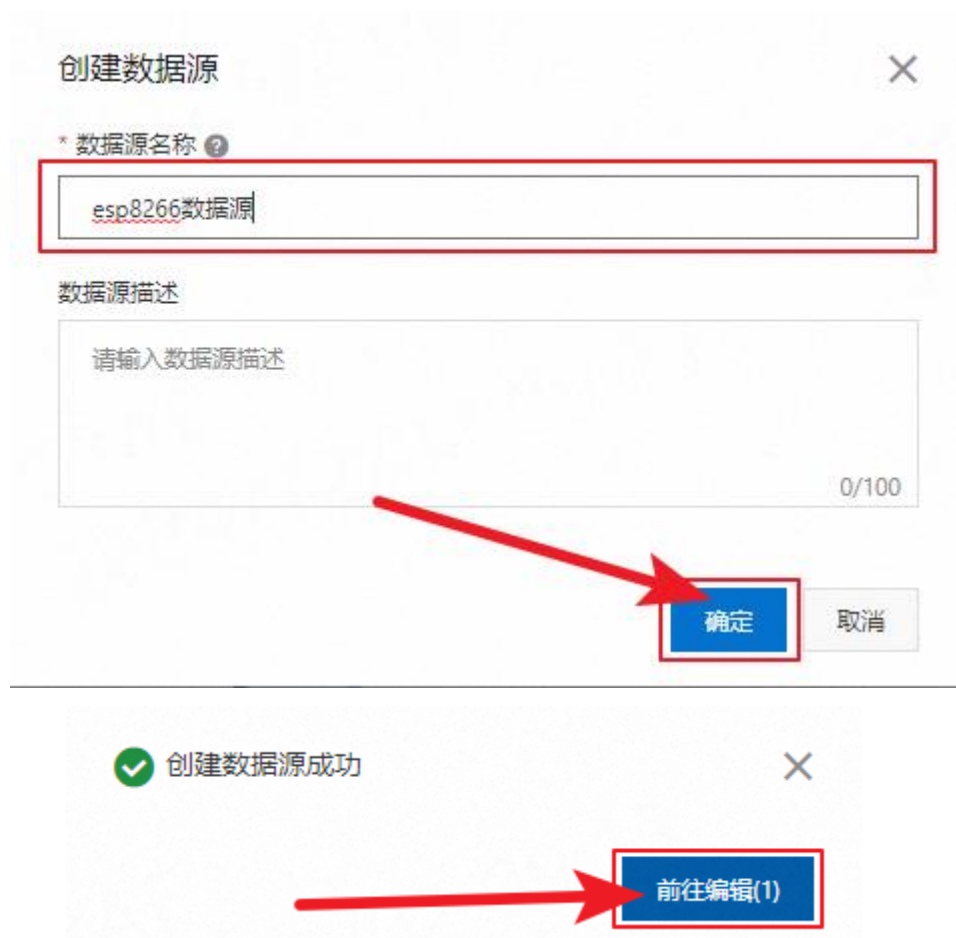 创建数据源
* 数据源名称
esp8266数据源
数据源描述
请输入数据源描述
0/100
确定 取消
创建数据源成功
前往编辑(1)